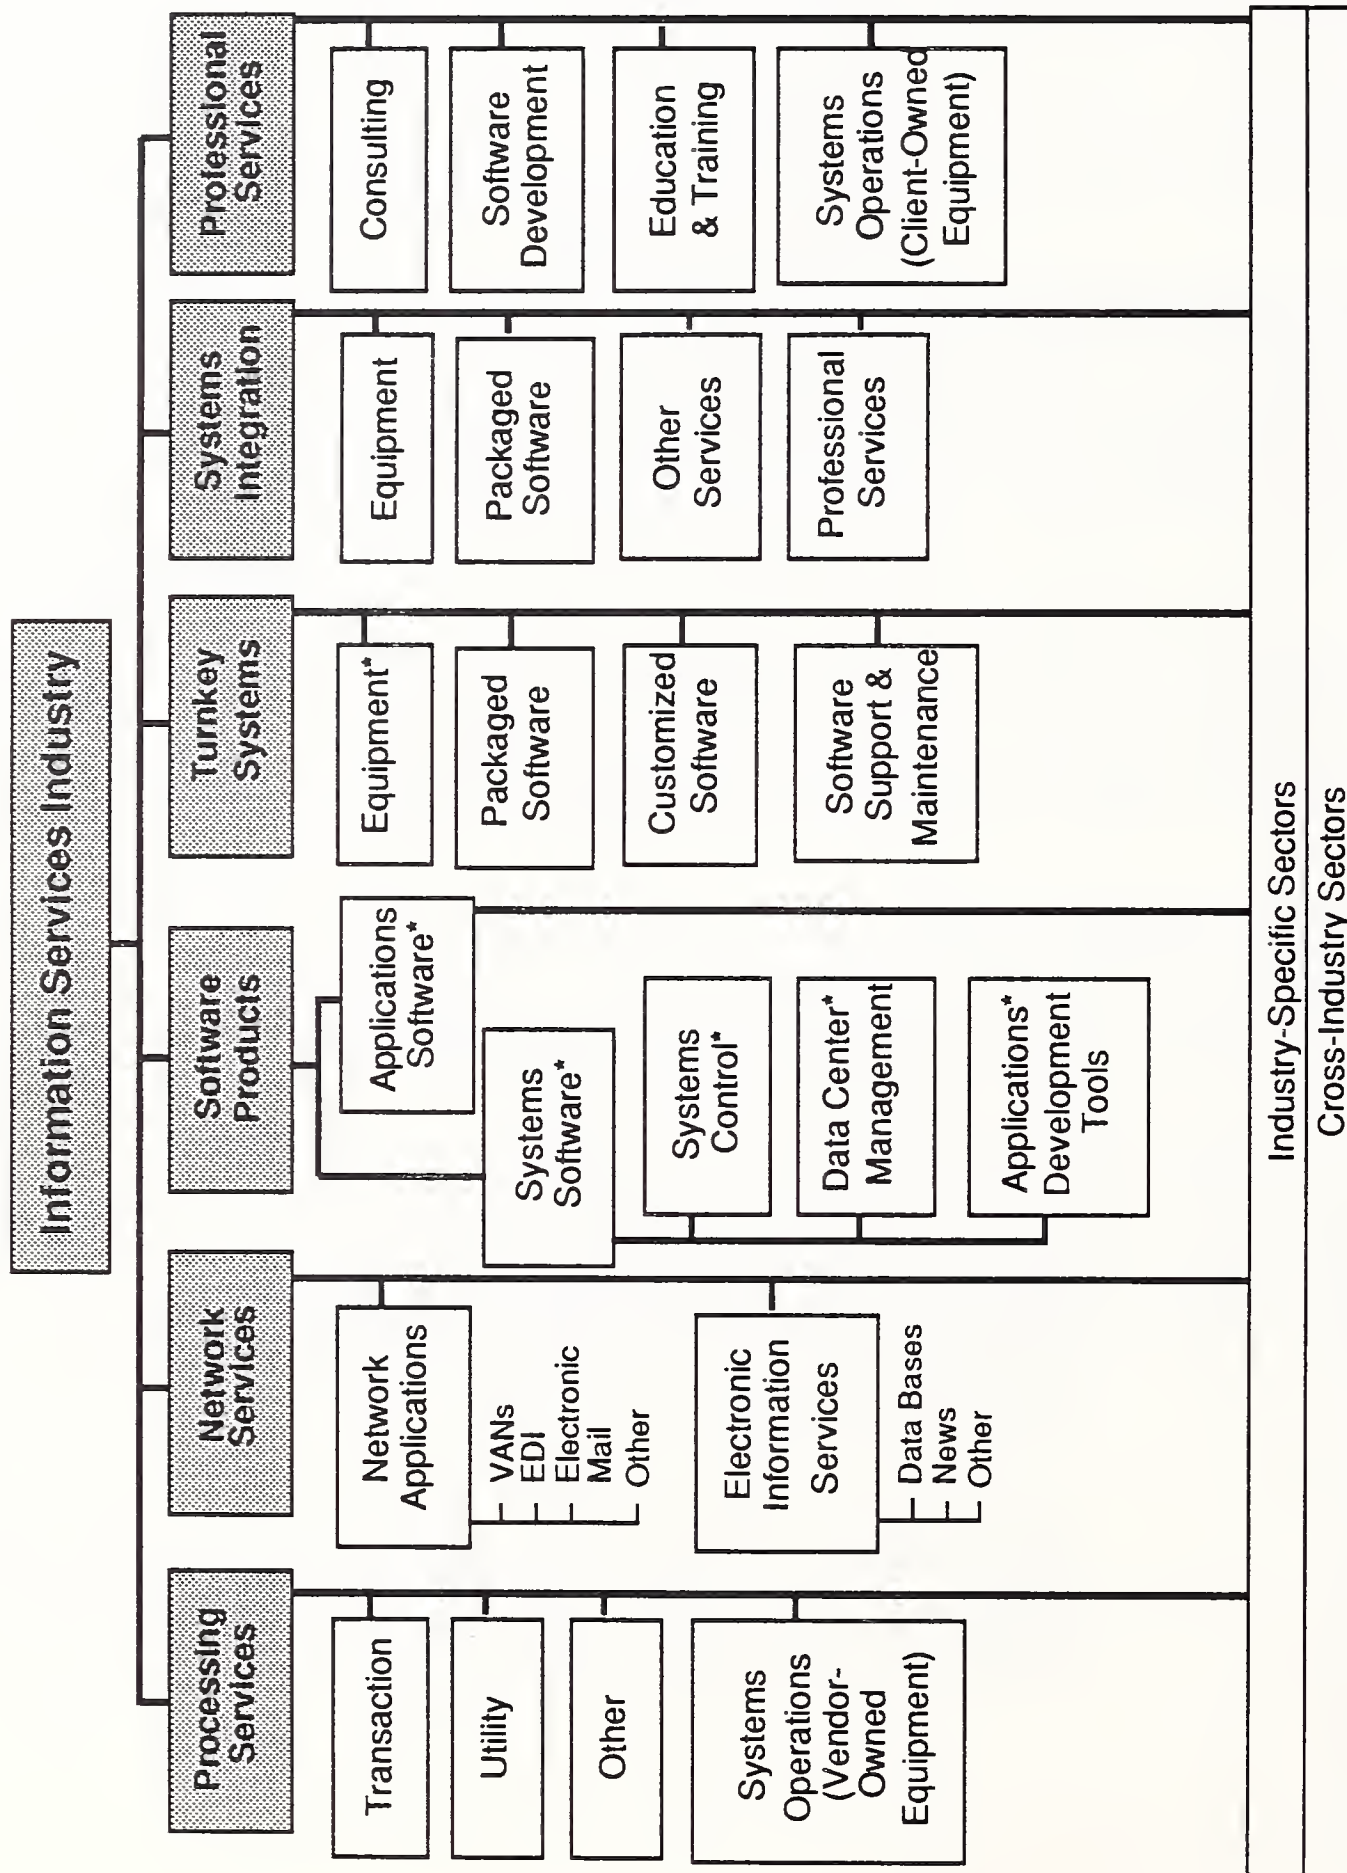 Information Services Industry
Processing
Services
Transaction
Utility
Other
Systems
Operations
(Vendor-
Owned
Equipment)
Network
Services
Network
Applications
VANs
EDI
Electronic
Mail
Other
Electronic
Information
Services
Data Bases
News
Other
Software
Products
Applications
Software*
Systems
Software*
Systems
Control*
Data Center*
Management
Applications*
Development
Tools
Turnkey
Systems
Equipment*
Packaged
Software
Customized
Software
Software
Support &
Maintenance
Systems
Integration
Equipment
Packaged
Software
Other
Services
Professional
Services
Professional
Services
Consulting
Software
Development
Education
& Training
Systems
Operations
(Client-Owned
Equipment)
Industry-Specific Sectors
Cross-Industry Sectors